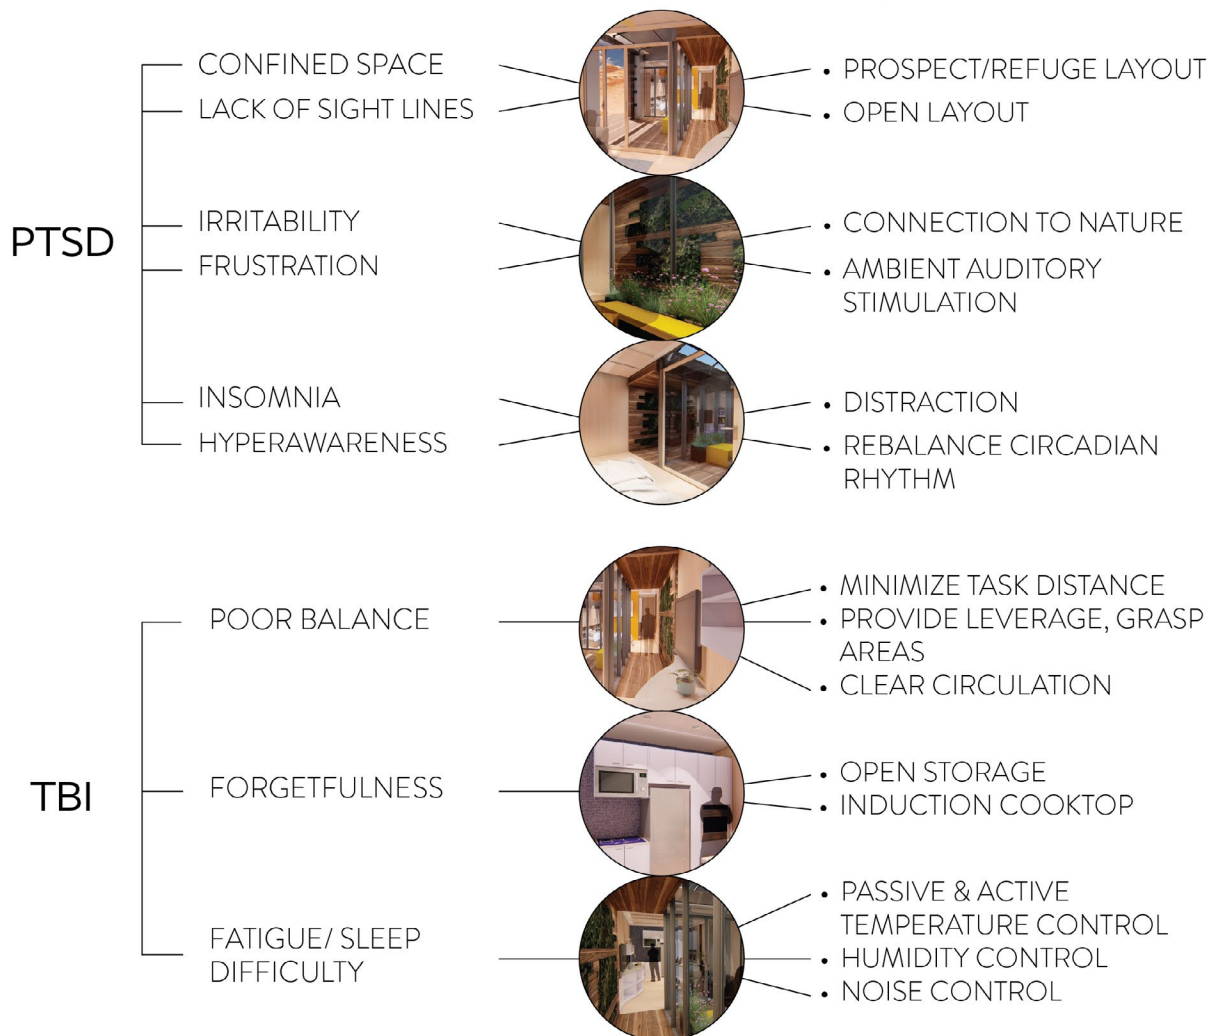 CONFINED SPACE
LACK OF SIGHT LINES
• PROSPECT/REFUGE LAYOUT
• OPEN LAYOUT
PTSD
IRRITABILITY
FRUSTRATION
• CONNECTION TO NATURE
• AMBIENT AUDITORY
STIMULATION
INSOMNIA
HYPERAWARENESS
• DISTRACTION
• REBALANCE CIRCADIAN
RHYTHM
TBI
POOR BALANCE
• MINIMIZE TASK DISTANCE
• PROVIDE LEVERAGE, GRASP
AREAS
• CLEAR CIRCULATION
FORGETFULNESS
• OPEN STORAGE
• INDUCTION COOKTOP
FATIGUE/ SLEEP
DIFFICULTY
• PASSIVE & ACTIVE
TEMPERATURE CONTROL
• HUMIDITY CONTROL
• NOISE CONTROL